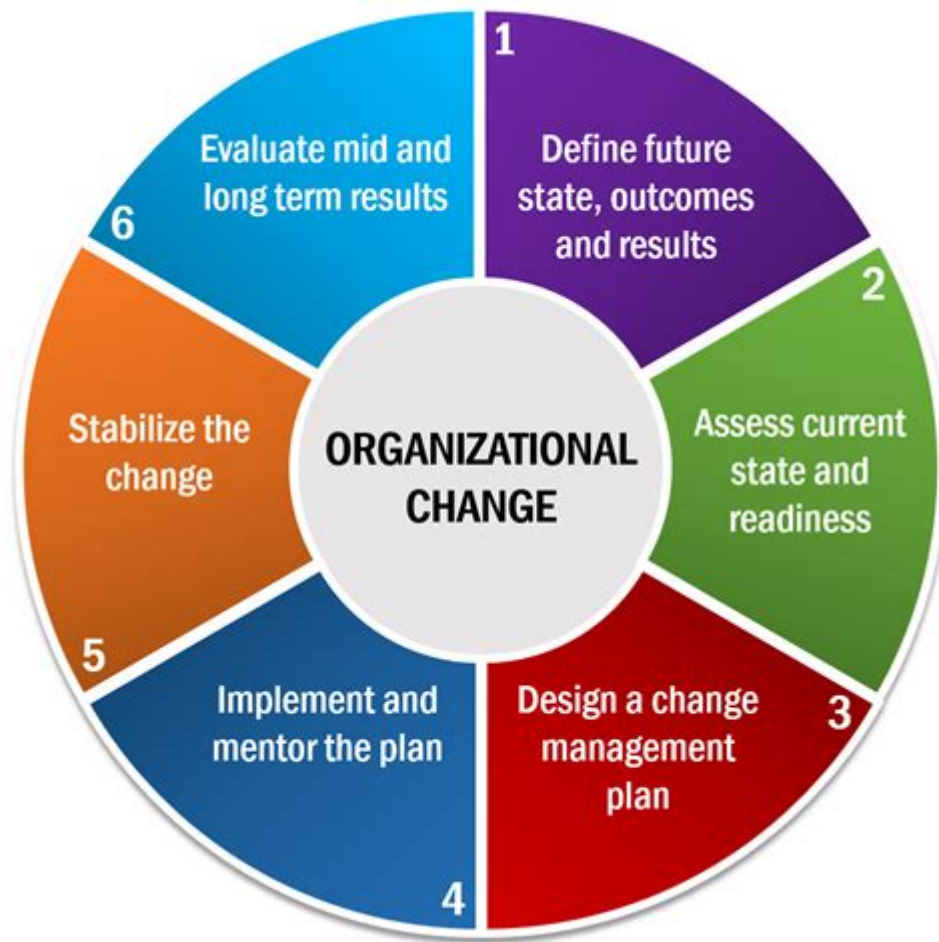 1
Define future
state, outcomes
and results
2
Assess current
state and
readiness
3
Design a change
management
plan
4
Implement and
mentor the plan
5
Stabilize the
change
6
Evaluate mid and
long term results
ORGANIZATIONAL
CHANGE